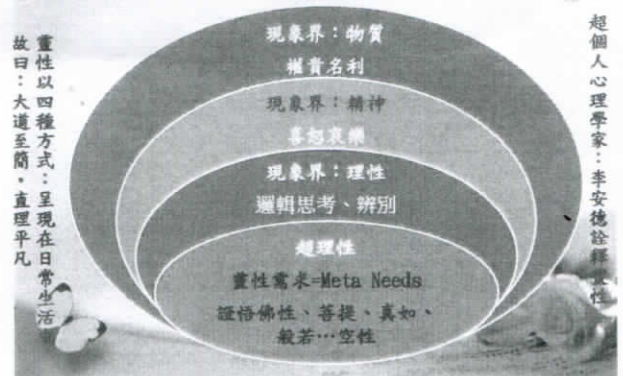 超個人心理學家：李安德詮釋靈性
現象界：物質
權貴名利
現象界：精神
喜怒哀樂
現象界：理性
邏輯思考、辨別
超理性
靈性需求=Meta Needs
證悟佛性、菩提、真如、
般若…空性
靈性以四種方式：呈現在日常生活
故曰：大道至簡，直理平凡